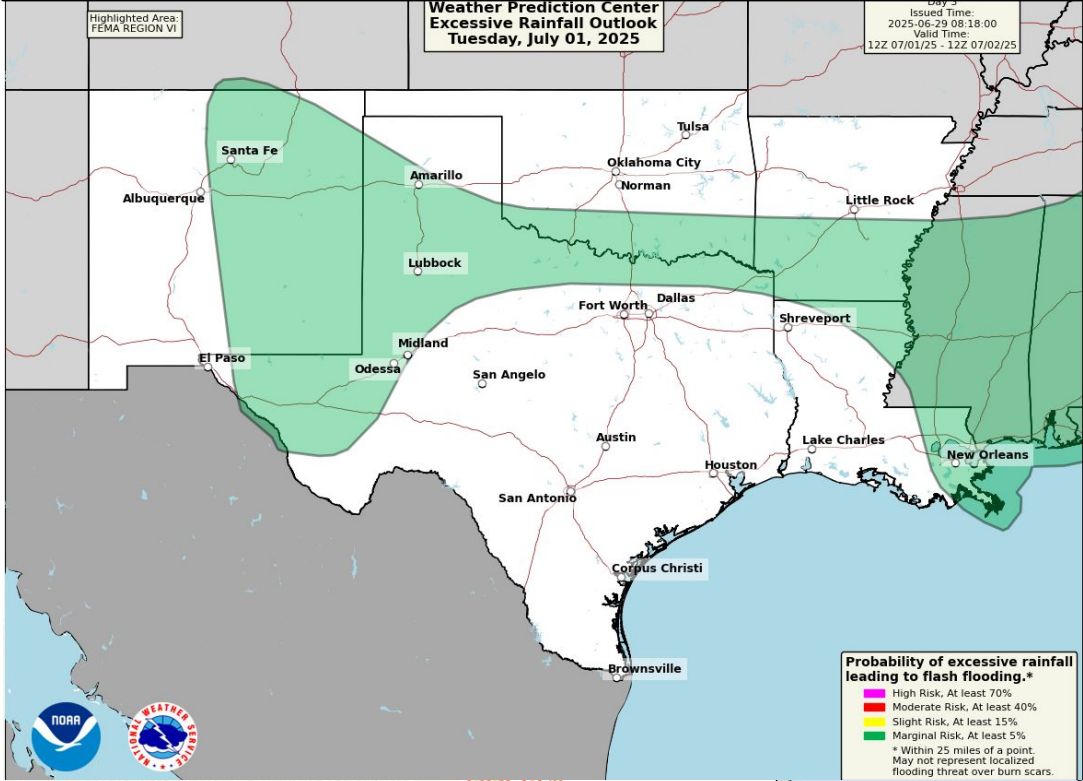 Highlighted Area:
FEMA REGION VI
Weather Prediction Center
Excessive Rainfall Outlook
Tuesday, July 01, 2025
Day 3
Issued Time:
2025-06-29 08:18:00
Valid Time:
12Z 07/01/25 - 12Z 07/02/25
Tulsa
Santa Fe
Oklahoma City
Amarillo
Norman
Albuquerque
Little Rock
Lubbock
Dallas
Fort Worth
Shreveport
Midland
El Paso
Odessa
San Angelo
Austin
Lake Charles
New Orleans
Houston
San Antonio
Corpus Christi
Brownsville
Probability of excessive rainfall
leading to flash flooding.*
High Risk, At least 70%
Moderate Risk, At least 40%
Slight Risk, At least 15%
Marginal Risk, At least 5%
* Within 25 miles of a point.
May not represent localized
flooding threat over burn scars.
NOAA
NATIONAL WEATHER SERVICE